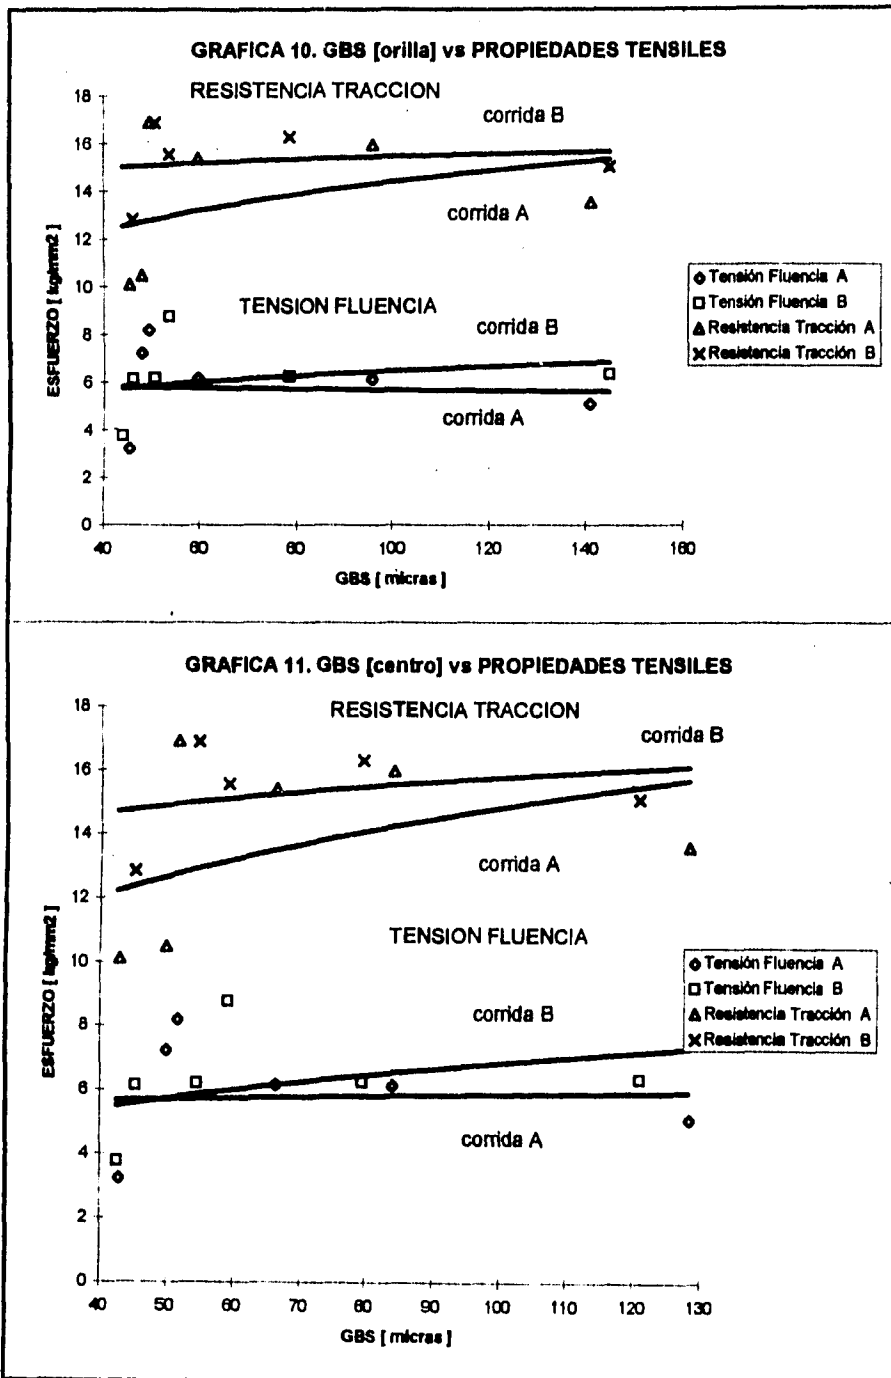 GRAFICA 10. GBS [orilla] vs PROPIEDADES TENSILES
RESISTENCIA TRACCION
corrida B
corrida A
TENSION FLUENCIA
corrida B
corrida A
ESFUERZO [ kg/mm2 ]
18
16
14
12
10
8
6
4
2
0
40 60 80 100 120 140 160
GBS [ micras ]
Tensión Fluencia A
Tensión Fluencia B
Resistencia Tracción A
Resistencia Tracción B
GRAFICA 11. GBS [centro] vs PROPIEDADES TENSILES
RESISTENCIA TRACCION
corrida B
corrida A
TENSION FLUENCIA
corrida B
corrida A
ESFUERZO [ kg/mm2 ]
18
16
14
12
10
8
6
4
2
0
40 50 60 70 80 90 100 110 120 130
GBS [ micras ]
Tensión Fluencia A
Tensión Fluencia B
Resistencia Tracción A
Resistencia Tracción B